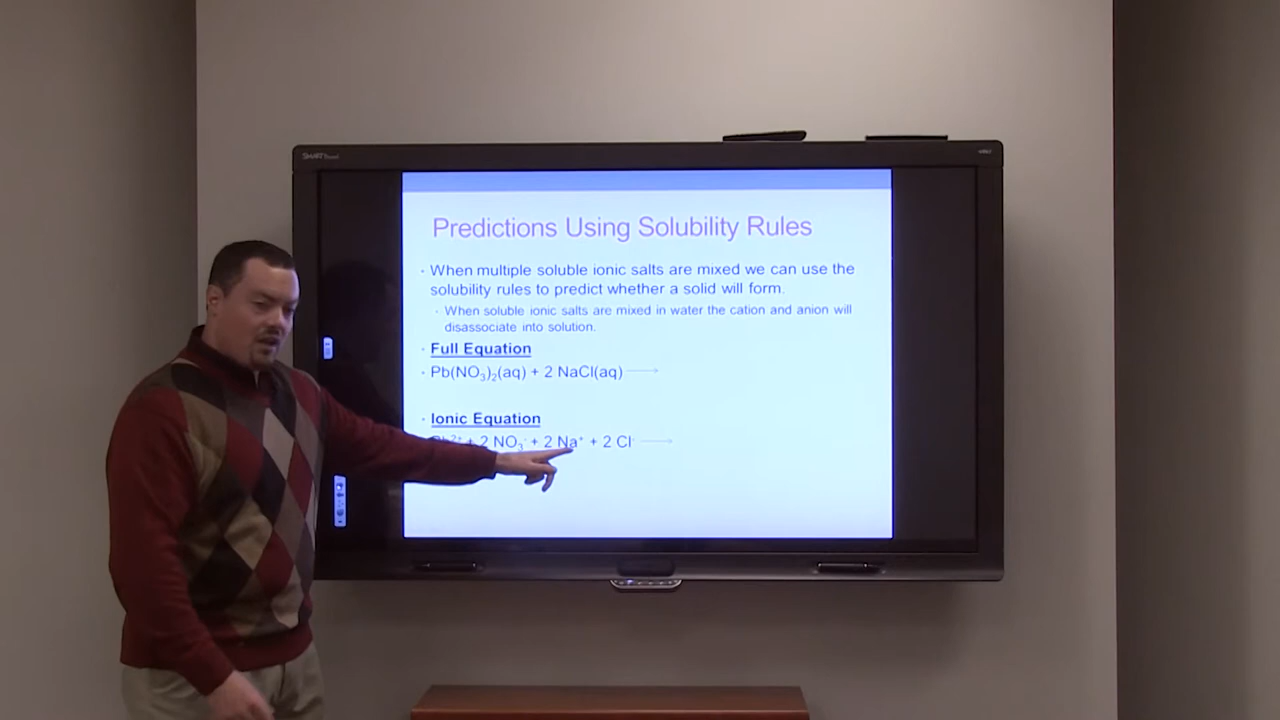 SMART
Predictions Using Solubility Rules
· When multiple soluble ionic salts are mixed we can use the
solubility rules to predict whether a solid will form.
· When soluble ionic salts are mixed in water the cation and anion will
disassociate into solution.
· Full Equation
· Pb(NO₃)₂(aq) + 2 NaCl(aq) ⟶
· Ionic Equation
Pb²⁺ + 2 NO₃⁻ + 2 Na⁺ + 2 Cl⁻ ⟶